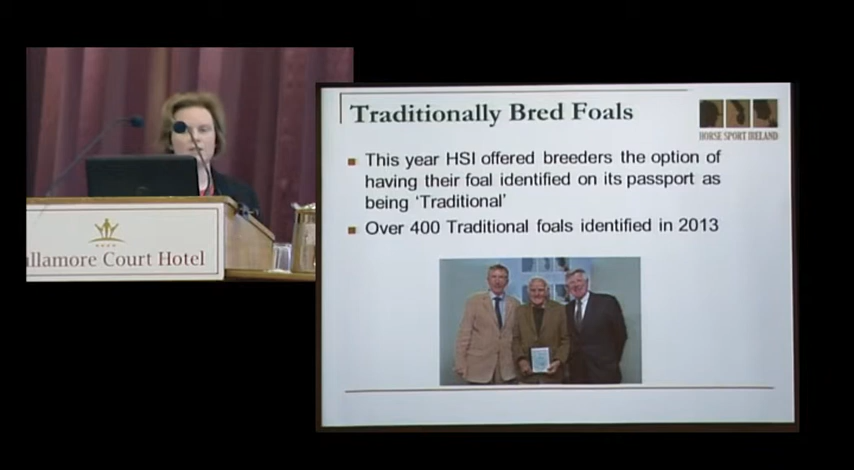 Traditionally Bred Foals
HORSE SPORT IRELAND
This year HSI offered breeders the option of
having their foal identified on its passport as
being ‘Traditional’
Over 400 Traditional foals identified in 2013
llamore Court Hotel